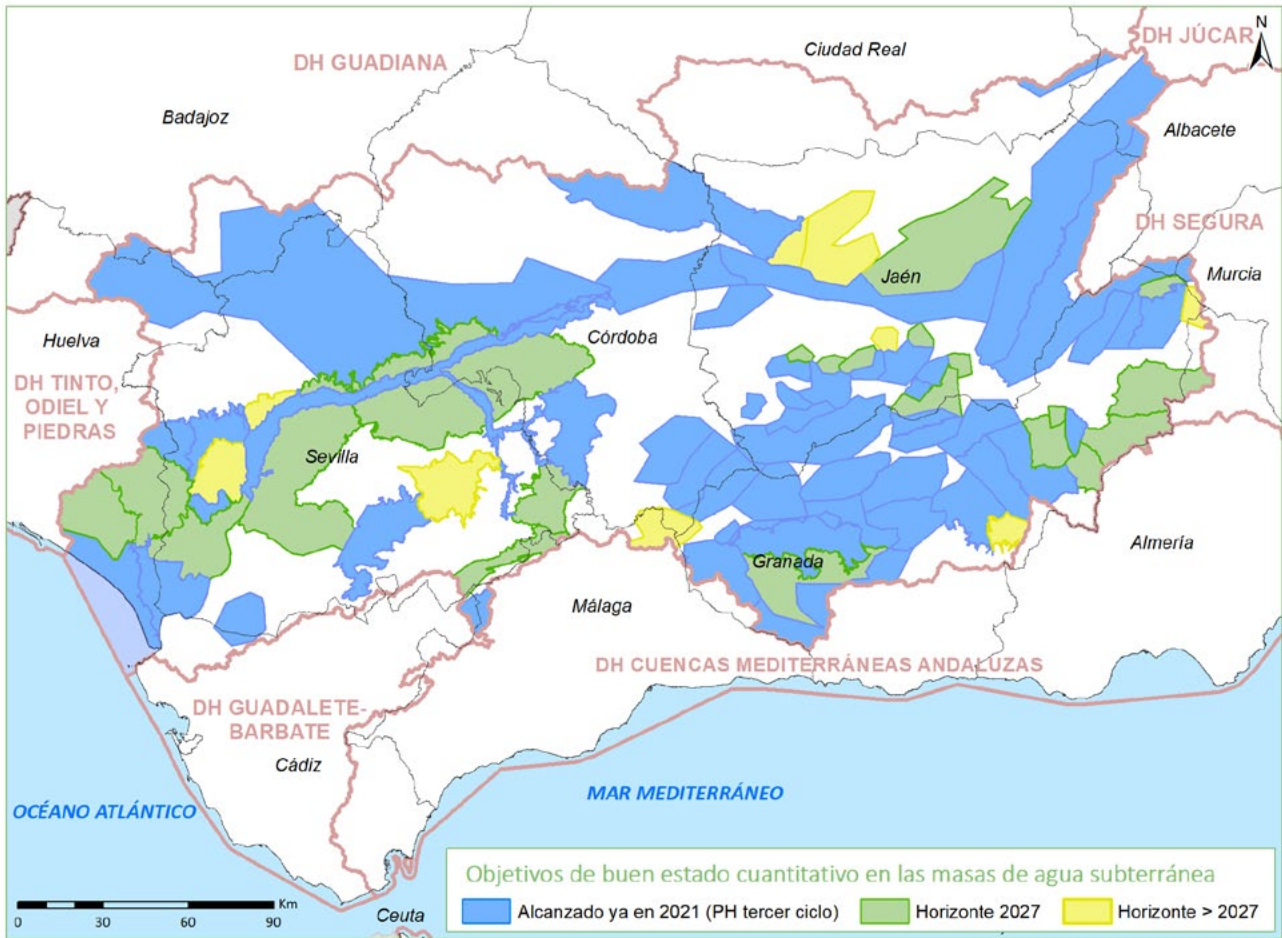 Ciudad Real
DH JÚCAR
N
DH GUADIANA
Badajoz
Albacete
DH SEGURA
Murcia
Jaén
Huelva
Córdoba
DH TINTO,
ODIEL Y
PIEDRAS
Sevilla
Granada
Almería
Málaga
DH CUENCAS MEDITERRÁNEAS ANDALUZAS
DH GUADALETE-
BARBATE
Cádiz
MAR MEDITERRÁNEO
OCÉANO ATLÁNTICO
Objetivos de buen estado cuantitativo en las masas de agua subterránea
Alcanzado ya en 2021 (PH tercer ciclo) Horizonte 2027 Horizonte > 2027
Km
0 30 60 90
Ceuta